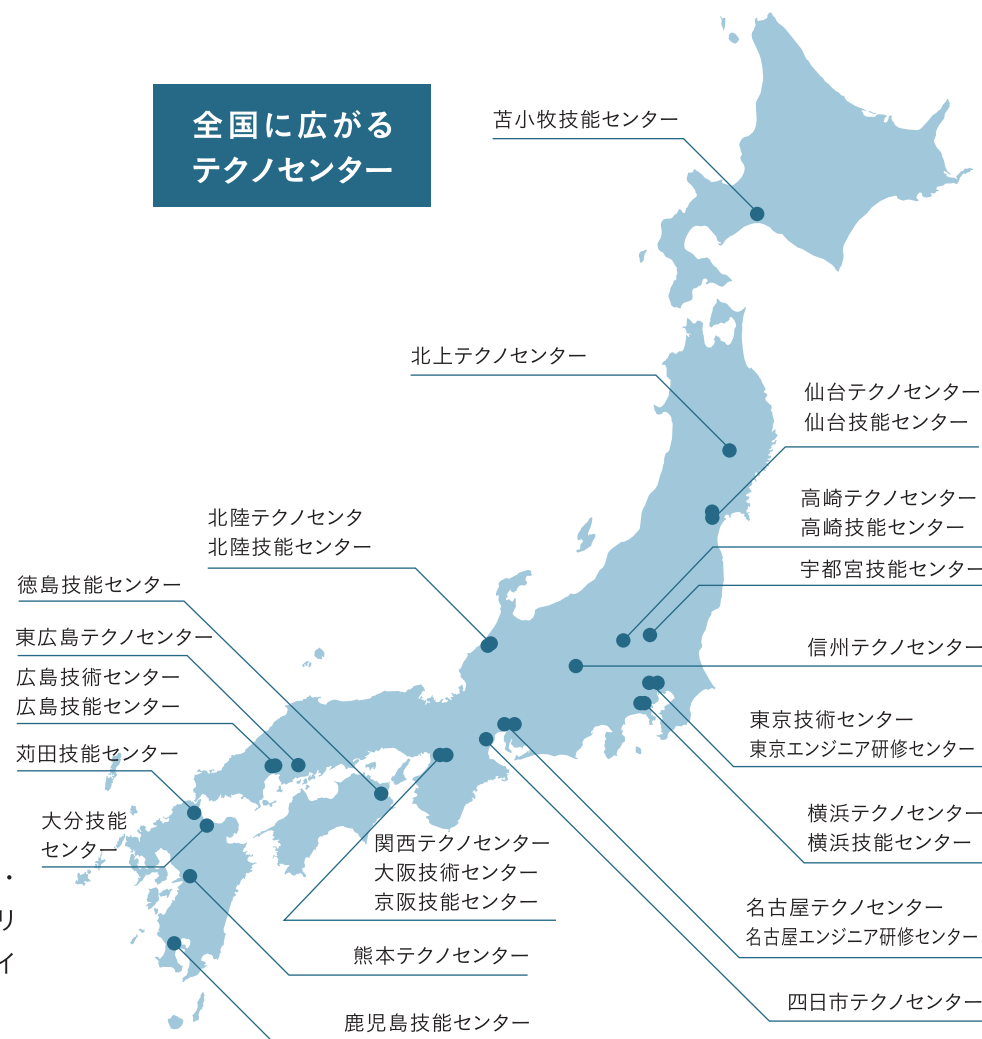 全国に広がる
テクノセンター
苫小牧技能センター
北上テクノセンター
仙台テクノセンター
仙台技能センター
高崎テクノセンター
高崎技能センター
宇都宮技能センター
信州テクノセンター
東京技術センター
東京エンジニア研修センター
横浜テクノセンター
横浜技能センター
名古屋テクノセンター
名古屋エンジニア研修センター
四日市テクノセンター
北陸テクノセンタ
北陸技能センター
徳島技能センター
東広島テクノセンター
広島技術センター
広島技能センター
苅田技能センター
大分技能
センター
関西テクノセンター
大阪技術センター
京阪技能センター
熊本テクノセンター
鹿児島技能センター
・
リ
イ